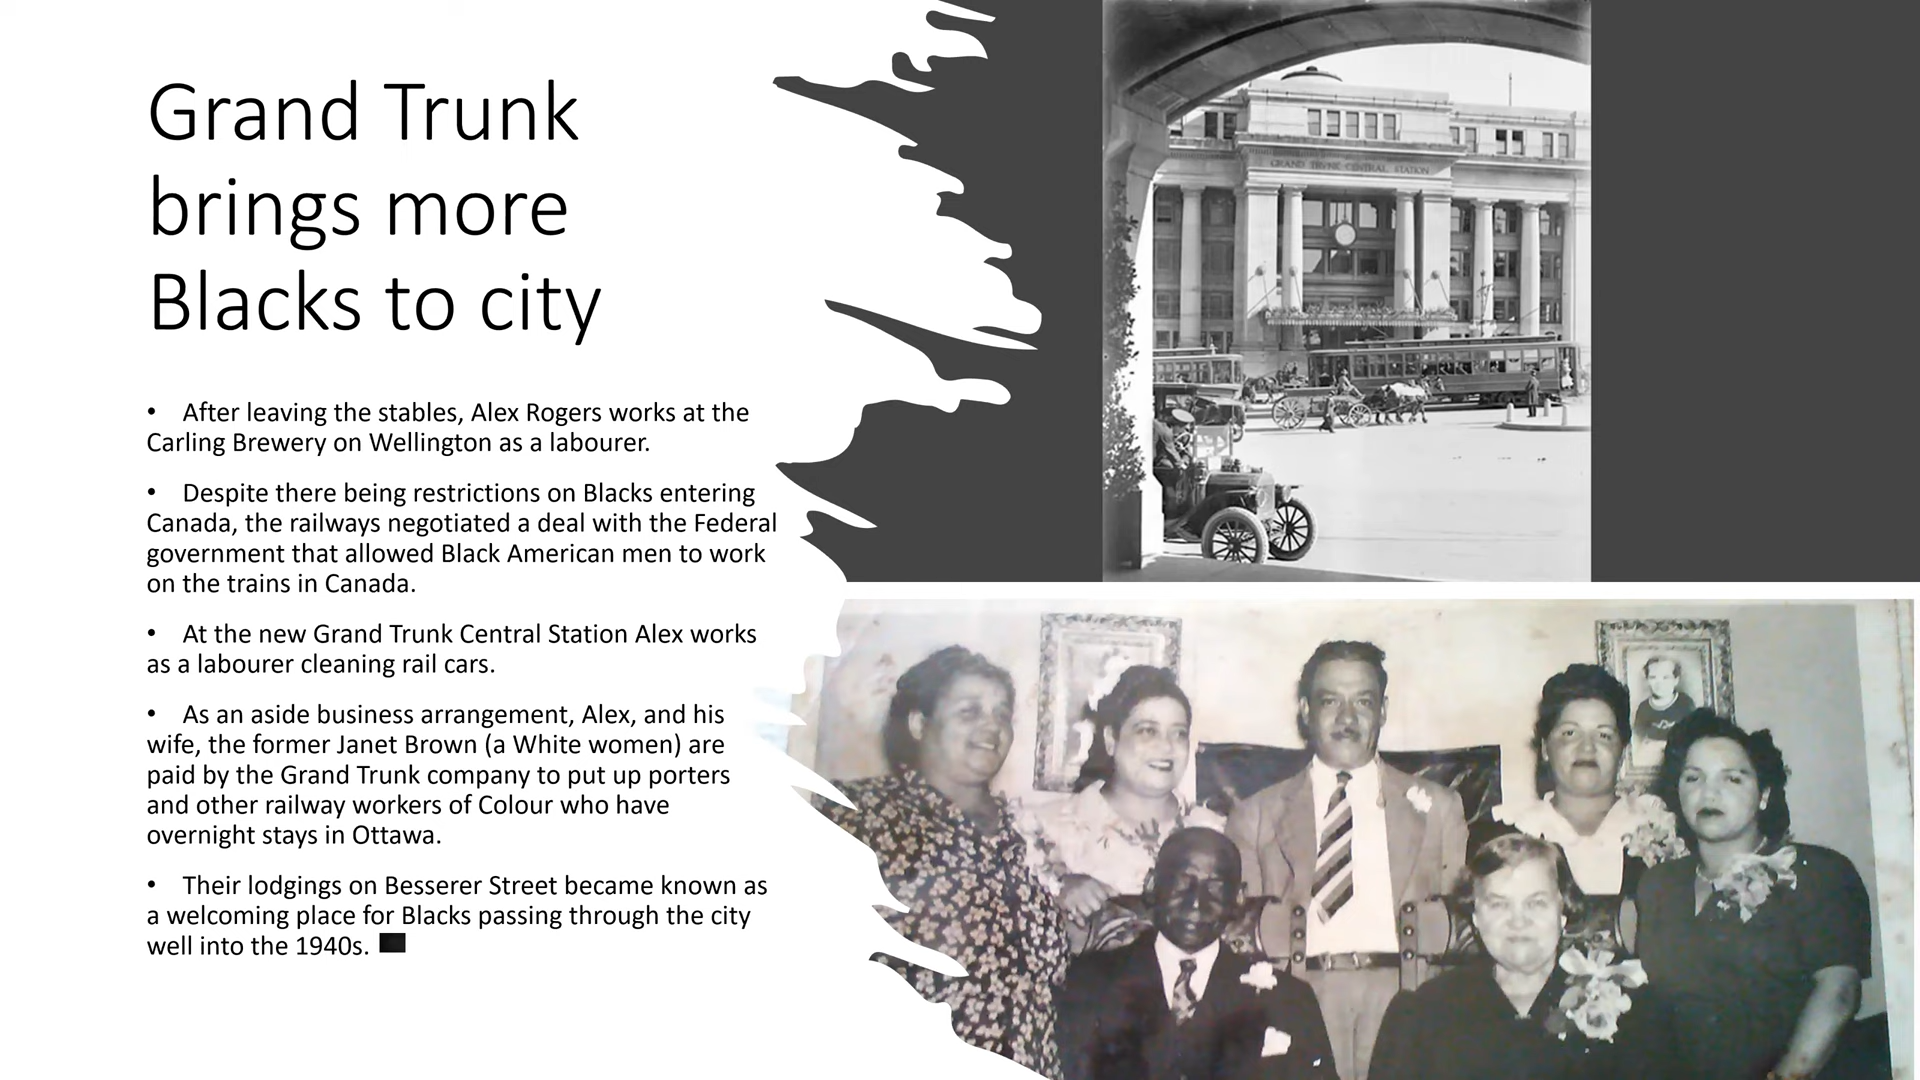 Grand Trunk
brings more
Blacks to city
• After leaving the stables, Alex Rogers works at the
Carling Brewery on Wellington as a labourer.
• Despite there being restrictions on Blacks entering
Canada, the railways negotiated a deal with the Federal
government that allowed Black American men to work
on the trains in Canada.
• At the new Grand Trunk Central Station Alex works
as a labourer cleaning rail cars.
• As an aside business arrangement, Alex, and his
wife, the former Janet Brown (a White women) are
paid by the Grand Trunk company to put up porters
and other railway workers of Colour who have
overnight stays in Ottawa.
• Their lodgings on Besserer Street became known as
a welcoming place for Blacks passing through the city
well into the 1940s.
GRAND TRUNK CENTRAL STATION